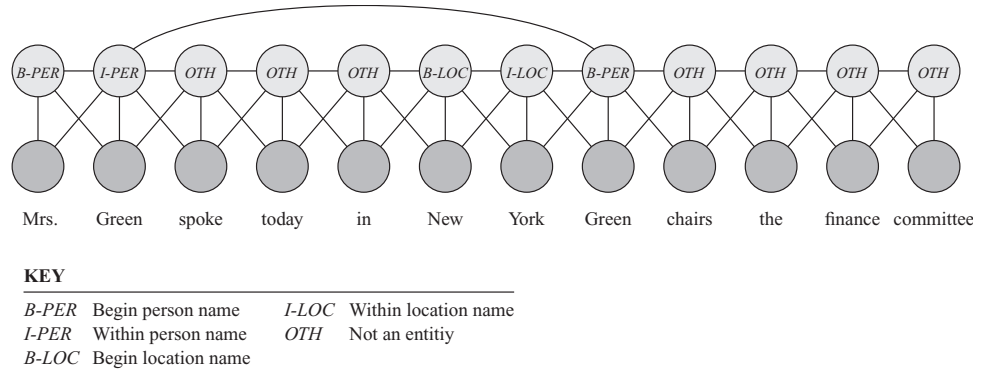 B-PER I-PER OTH OTH OTH B-LOC I-LOC B-PER OTH OTH OTH OTH
Mrs. Green spoke today in New York Green chairs the finance committee
KEY
B-PER Begin person name I-LOC Within location name
I-PER Within person name OTH Not an entitiy
B-LOC Begin location name